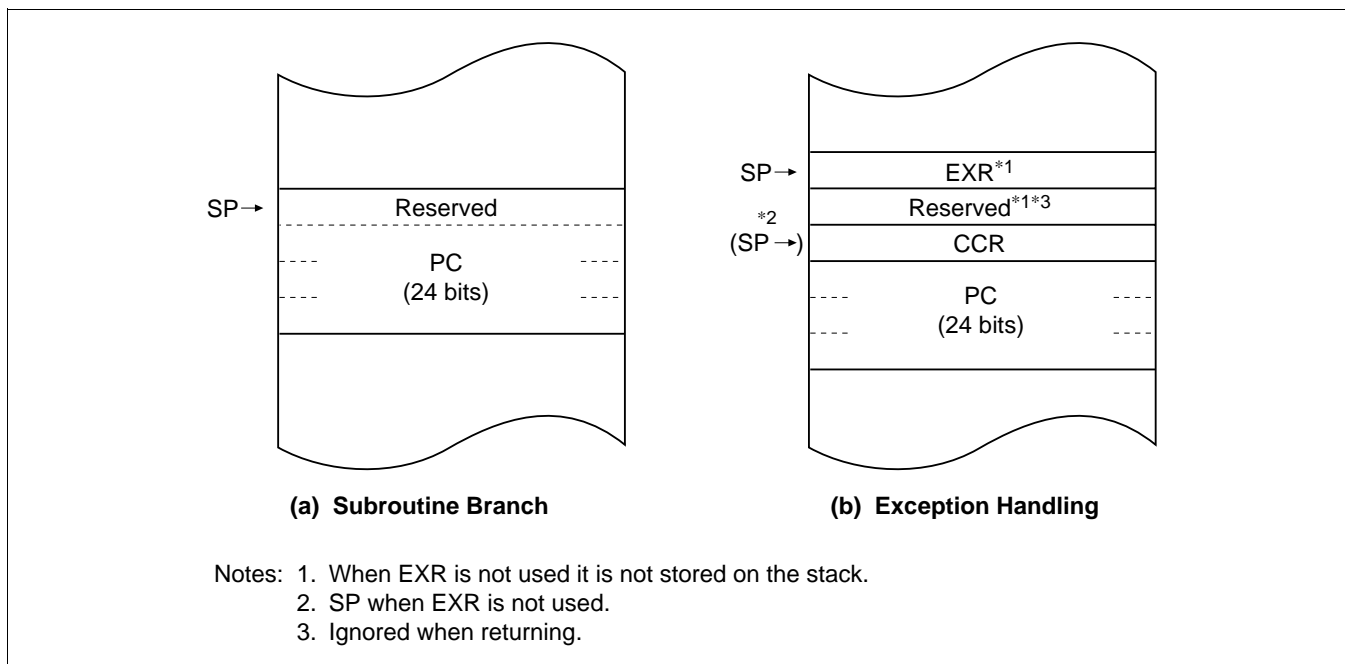 SP→
Reserved
PC
(24 bits)
(a) Subroutine Branch
SP→
EXR*1
Reserved*1*3
*2
(SP→)
CCR
PC
(24 bits)
(b) Exception Handling
Notes: 1. When EXR is not used it is not stored on the stack.
2. SP when EXR is not used.
3. Ignored when returning.